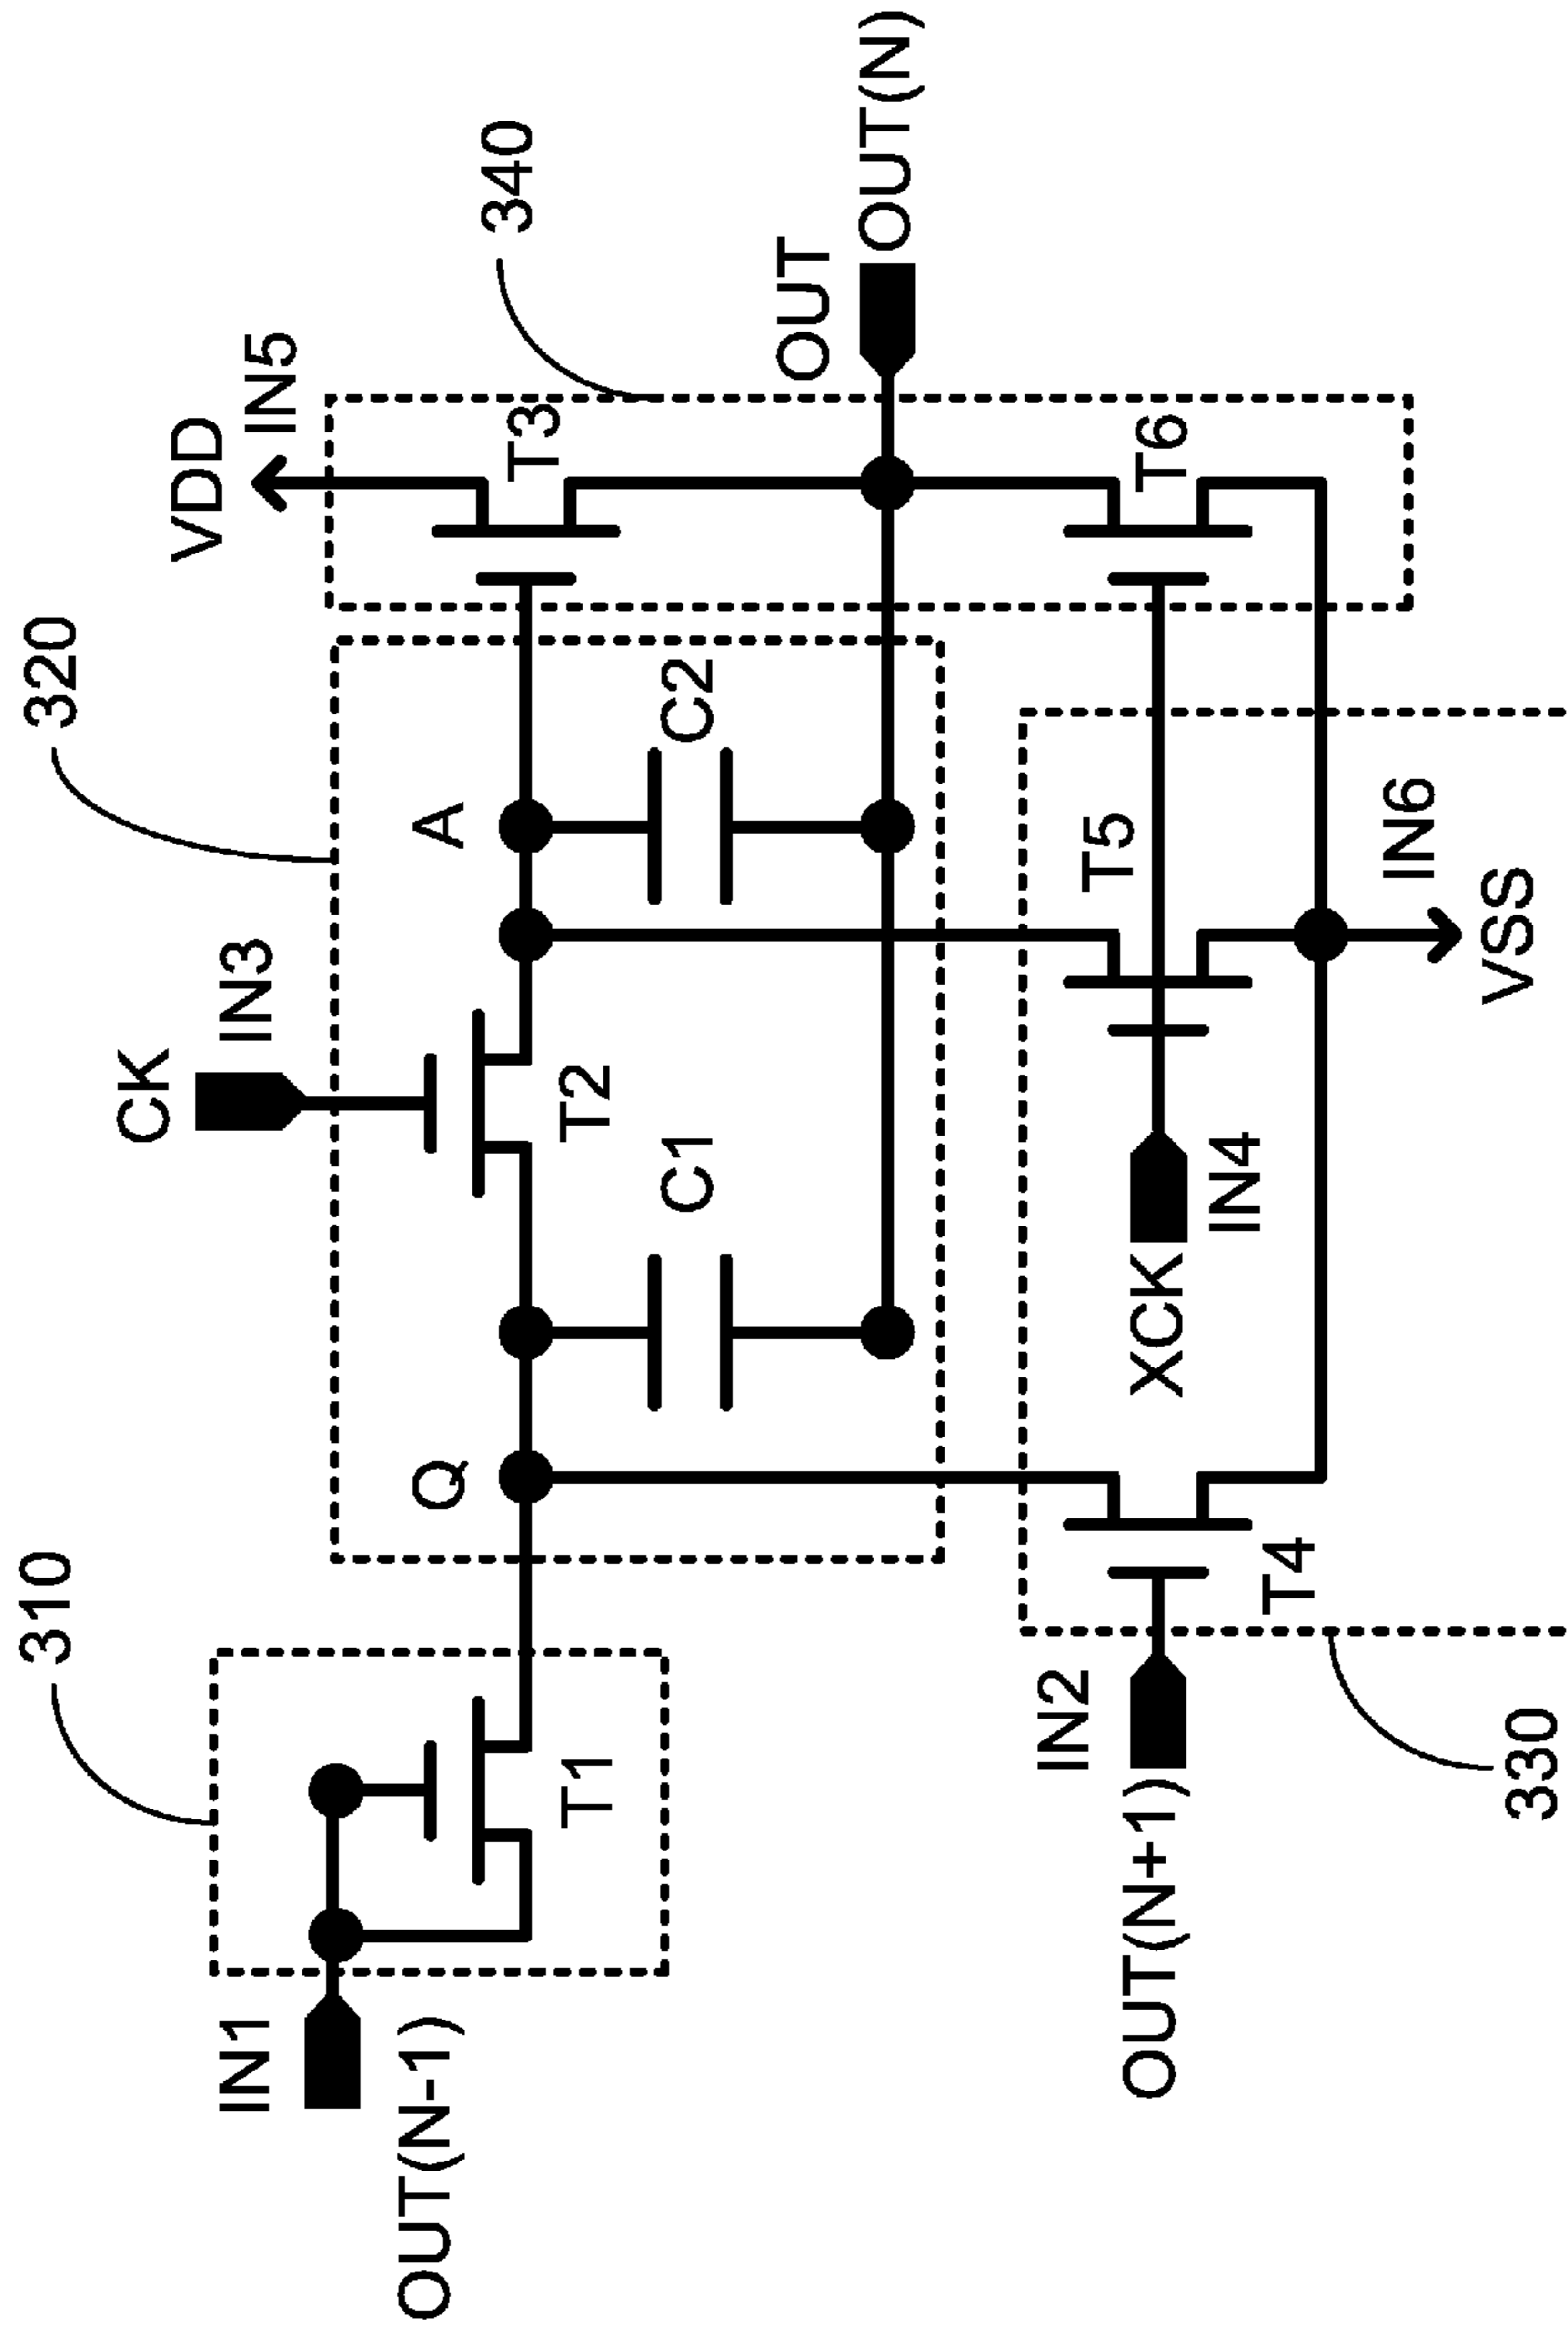 310
320
VDD
IN5
340
CK
IN3
IN1
OUT(N-1)
T1
Q
A
T2
T3
C1
C2
OUT
OUT(N)
IN2
OUT(N+1)
T4
XCK
IN4
T5
T6
IN6
VSS
330